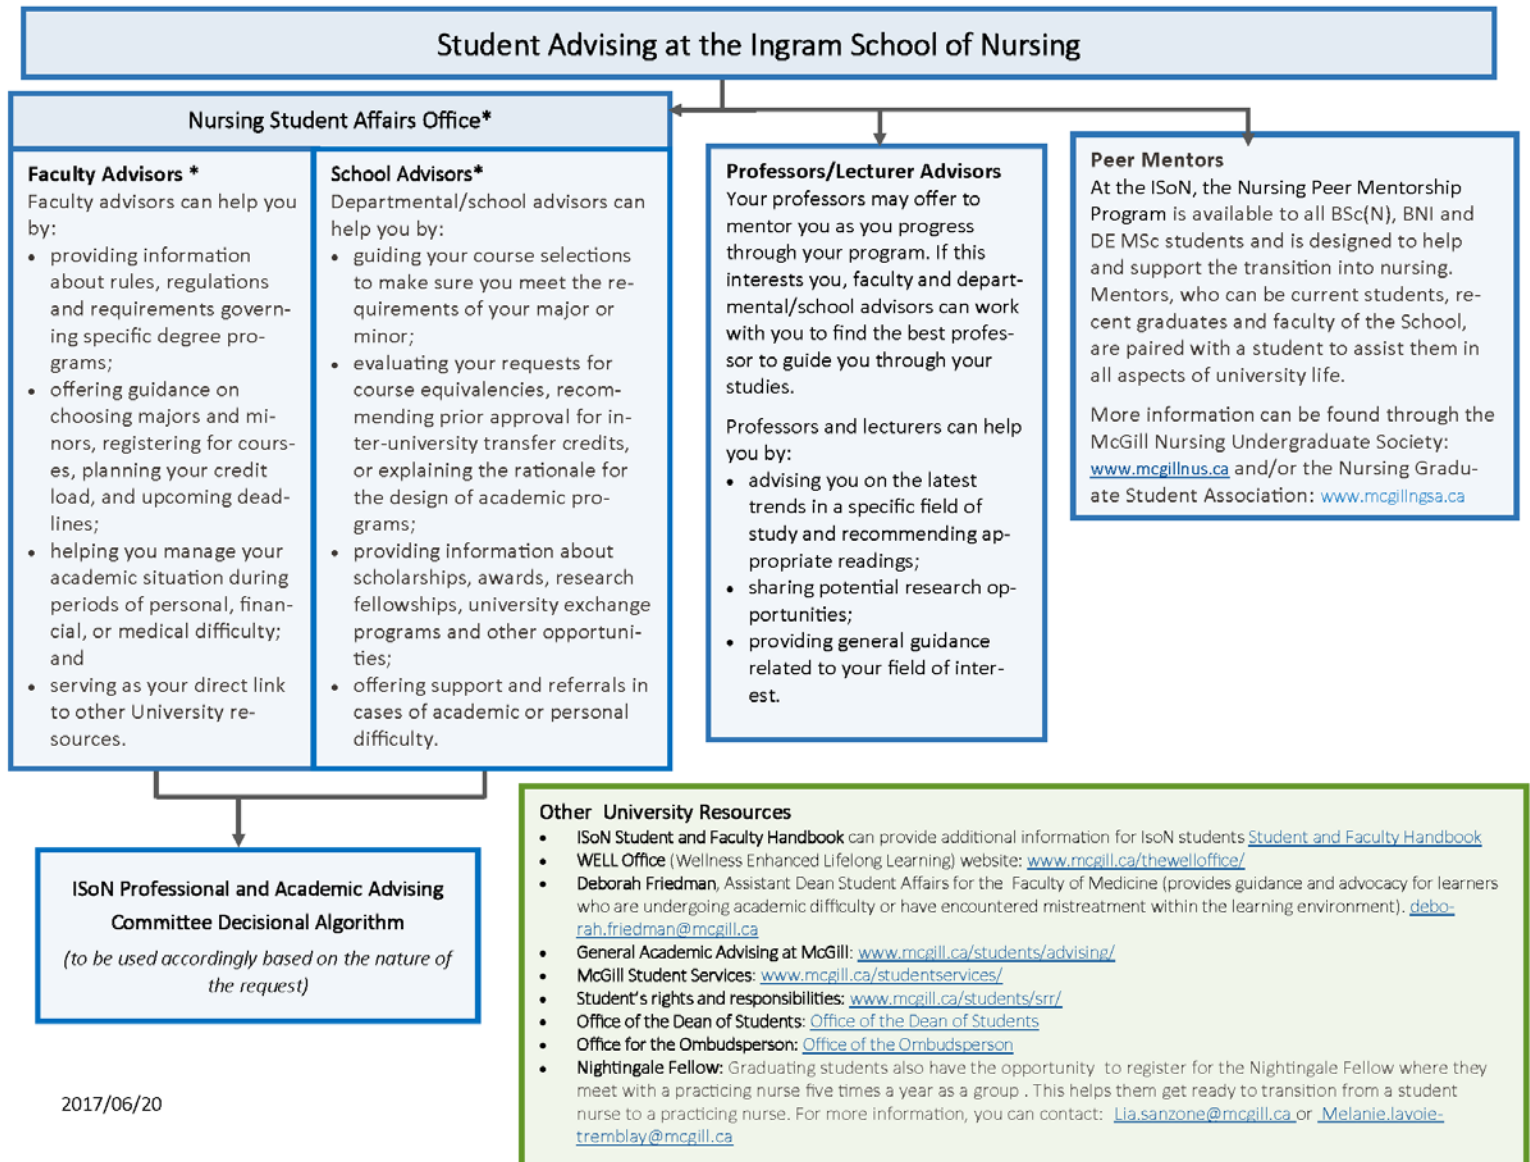 Student Advising at the Ingram School of Nursing
Nursing Student Affairs Office*
Faculty Advisors *
Faculty advisors can help you
by:
• providing information
about rules, regulations
and requirements govern-
ing specific degree pro-
grams;
• offering guidance on
choosing majors and mi-
nors, registering for cours-
es, planning your credit
load, and upcoming dead-
lines;
• helping you manage your
academic situation during
periods of personal, finan-
cial, or medical difficulty;
and
• serving as your direct link
to other University re-
sources.
School Advisors*
Departmental/school advisors can
help you by:
• guiding your course selections
to make sure you meet the re-
quirements of your major or
minor;
• evaluating your requests for
course equivalencies, recom-
mending prior approval for in-
ter-university transfer credits,
or explaining the rationale for
the design of academic pro-
grams;
• providing information about
scholarships, awards, research
fellowships, university exchange
programs and other opportuni-
ties;
• offering support and referrals in
cases of academic or personal
difficulty.
Professors/Lecturer Advisors
Your professors may offer to
mentor you as you progress
through your program. If this
interests you, faculty and depart-
mental/school advisors can work
with you to find the best profes-
sor to guide you through your
studies.
Professors and lecturers can help
you by:
• advising you on the latest
trends in a specific field of
study and recommending ap-
propriate readings;
• sharing potential research op-
portunities;
• providing general guidance
related to your field of inter-
est.
Peer Mentors
At the ISoN, the Nursing Peer Mentorship
Program is available to all BSc(N), BNI and
DE MSc students and is designed to help
and support the transition into nursing.
Mentors, who can be current students, re-
cent graduates and faculty of the School,
are paired with a student to assist them in
all aspects of university life.
More information can be found through the
McGill Nursing Undergraduate Society:
www.mcgillnus.ca and/or the Nursing Gradu-
ate Student Association: www.mcgillngsa.ca
ISoN Professional and Academic Advising
Committee Decisional Algorithm
(to be used accordingly based on the nature of
the request)
2017/06/20
Other University Resources
• ISoN Student and Faculty Handbook can provide additional information for IsoN students Student and Faculty Handbook
• WELL Office (Wellness Enhanced Lifelong Learning) website: www.mcgill.ca/thewelloffice/
• Deborah Friedman, Assistant Dean Student Affairs for the Faculty of Medicine (provides guidance and advocacy for learners
who are undergoing academic difficulty or have encountered mistreatment within the learning environment). debo-
rah.friedman@mcgill.ca
• General Academic Advising at McGill: www.mcgill.ca/students/advising/
• McGill Student Services: www.mcgill.ca/studentservices/
• Student's rights and responsibilities: www.mcgill.ca/students/srr/
• Office of the Dean of Students: Office of the Dean of Students
• Office for the Ombudsperson: Office of the Ombudsperson
• Nightingale Fellow: Graduating students also have the opportunity to register for the Nightingale Fellow where they
meet with a practicing nurse five times a year as a group . This helps them get ready to transition from a student
nurse to a practicing nurse. For more information, you can contact: Lia.sanzone@mcgill.ca or Melanie.lavoie-
tremblay@mcgill.ca